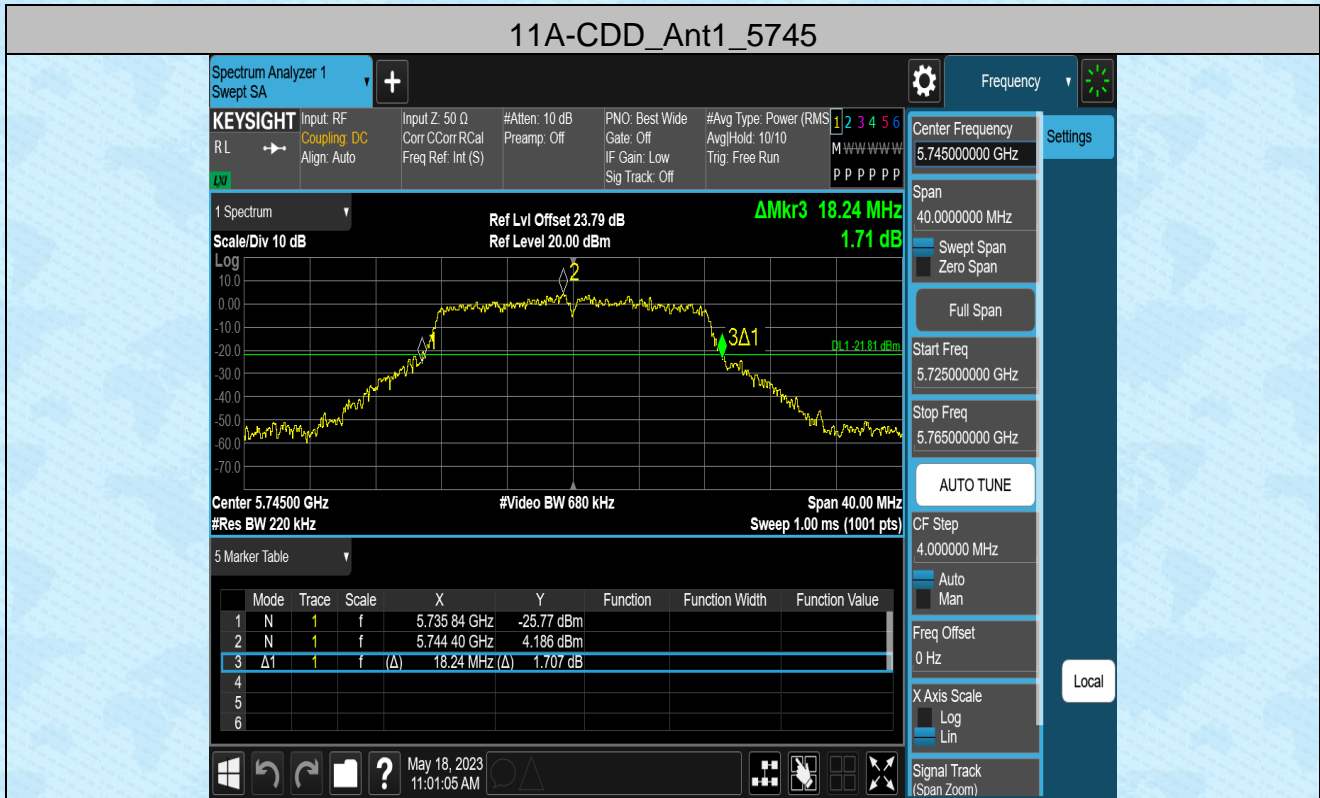 11A-CDD_Ant1_5745
Spectrum Analyzer 1
Swept SA
+
Frequency
KEYSIGHT
RL
LXI
Input: RF
Coupling: DC
Align: Auto
Input Z: 50 Ω
Corr CCorr RCal
Freq Ref: Int (S)
#Atten: 10 dB
Preamp: Off
PNO: Best Wide
Gate: Off
IF Gain: Low
Sig Track: Off
#Avg Type: Power (RMS
Avg|Hold: 10/10
Trig: Free Run
1 2 3 4 5 6
M W W W W W
P P P P P P
1 Spectrum
Scale/Div 10 dB
Ref Lvl Offset 23.79 dB
Ref Level 20.00 dBm
ΔMkr3 18.24 MHz
1.71 dB
Log
10.0
0.00
-10.0
-20.0
-30.0
-40.0
-50.0
-60.0
-70.0
2
1
3Δ1
DL1 -21.81 dBm
Center 5.74500 GHz
#Res BW 220 kHz
#Video BW 680 kHz
Span 40.00 MHz
Sweep 1.00 ms (1001 pts)
5 Marker Table
Mode Trace Scale X Y Function Function Width Function Value
1 N 1 f 5.735 84 GHz -25.77 dBm
2 N 1 f 5.744 40 GHz 4.186 dBm
3 Δ1 1 f (Δ) 18.24 MHz (Δ) 1.707 dB
4
5
6
?
May 18, 2023
11:01:05 AM
Center Frequency
5.745000000 GHz
Settings
Span
40.0000000 MHz
Swept Span
Zero Span
Full Span
Start Freq
5.725000000 GHz
Stop Freq
5.765000000 GHz
AUTO TUNE
CF Step
4.000000 MHz
Auto
Man
Freq Offset
0 Hz
X Axis Scale
Log
Lin
Local
Signal Track
(Span Zoom)